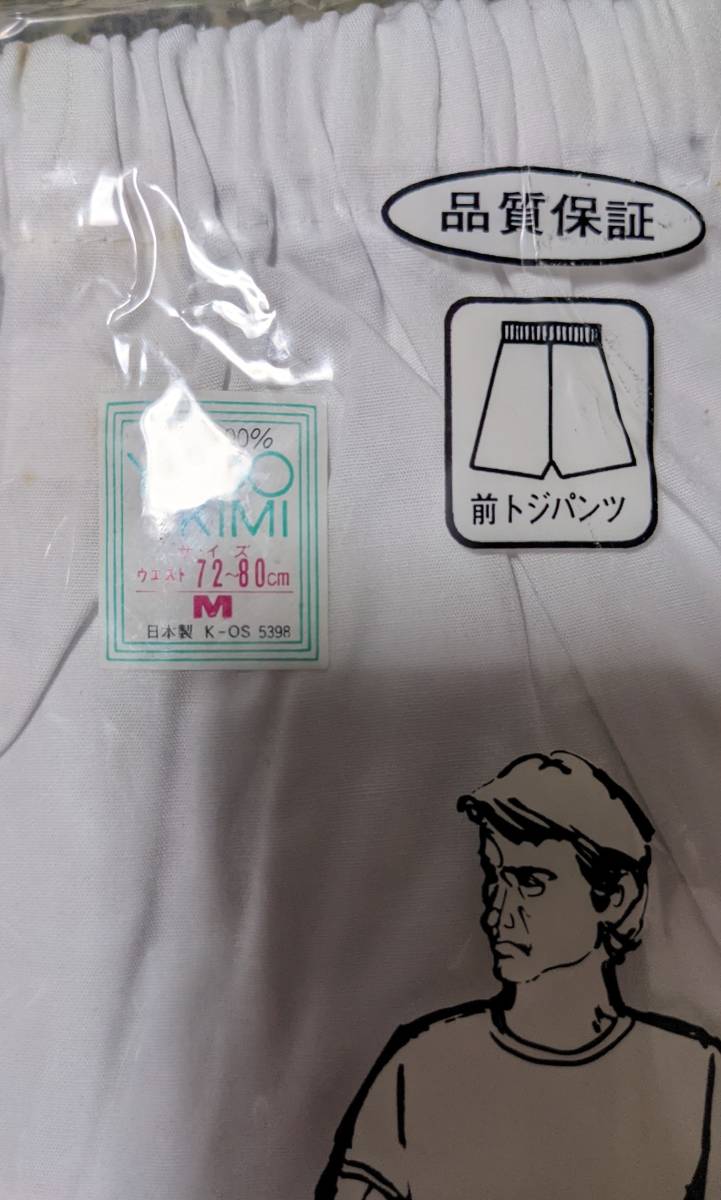 品質保証
前トジパンツ
KIMI
サイズ
ウエスト 72~80cm
M
日本製 K-OS 5398